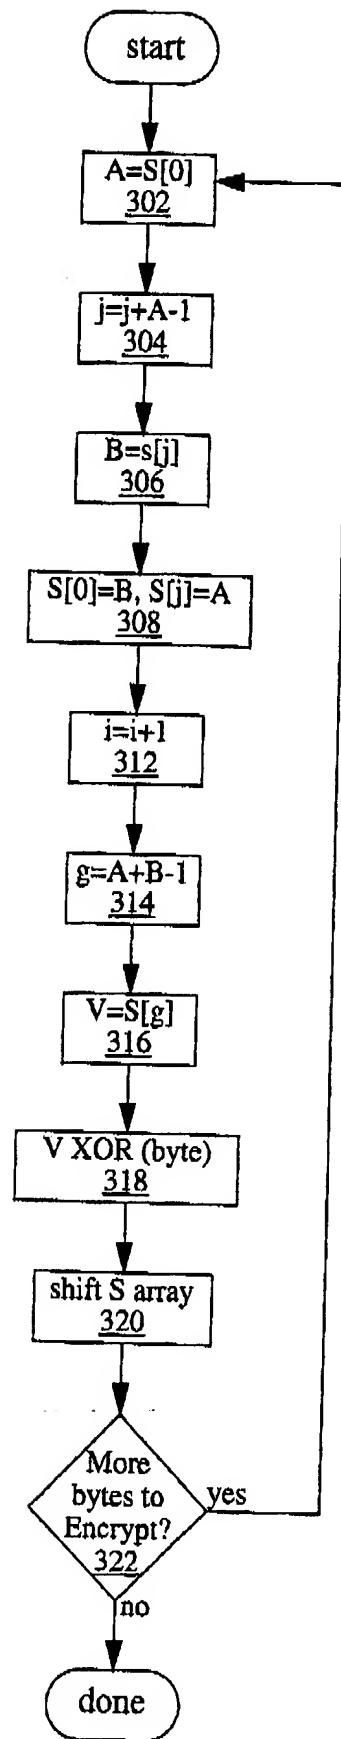 start
A=S[0]
302
j=j+A-1
304
B=s[j]
306
S[0]=B, S[j]=A
308
i=i+1
312
g=A+B-1
314
V=S[g]
316
V XOR (byte)
318
shift S array
320
More
bytes to
yes
Encrypt?
322
no
done